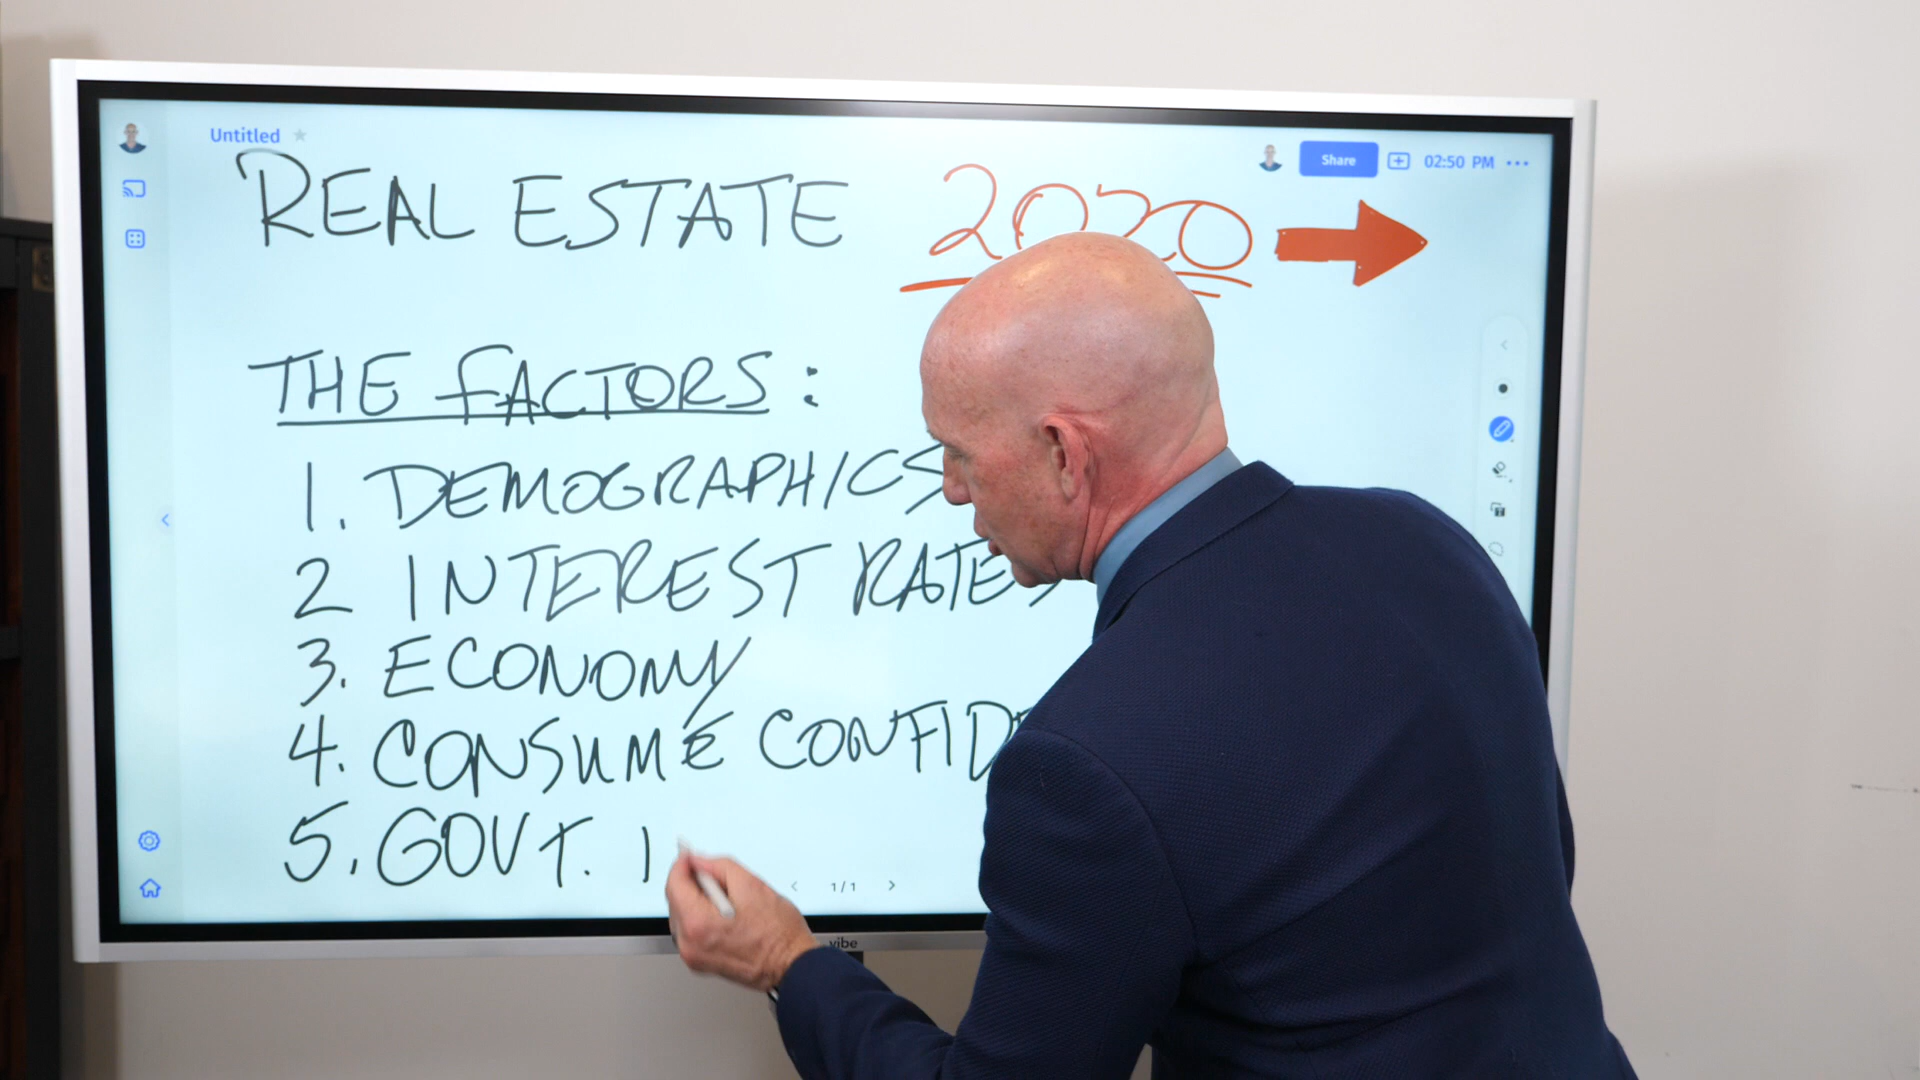 Untitled
Share 02:50 PM
REAL ESTATE 2020
THE FACTORS:
1. DEMOGRAPHICS
2 INTEREST RATES
3. ECONOMY
4. CONSUME CONFID
5. GOVT. I
1/1
vibe